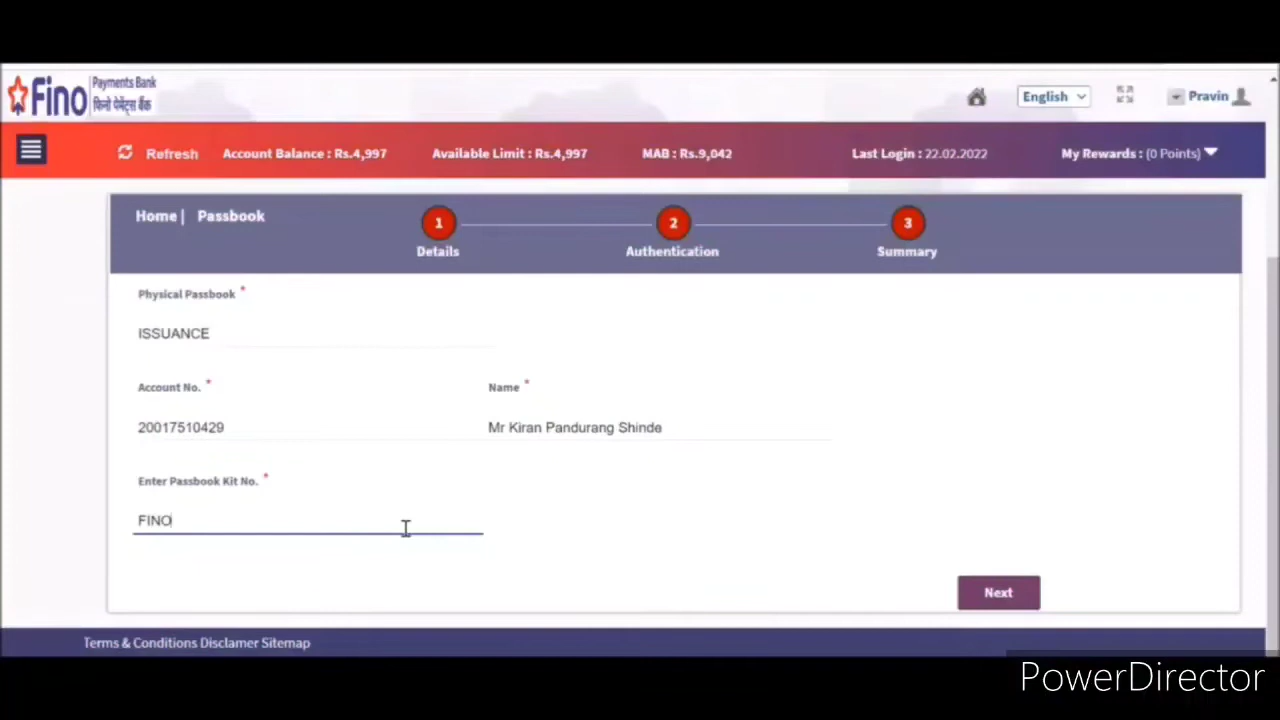 Fino Payments Bank
फिनो पेमेंट्स बैंक
English
Pravin
Refresh
Account Balance : Rs.4,997
Available Limit : Rs.4,997
MAB : Rs.9,042
Last Login : 22.02.2022
My Rewards : (0 Points)
Home | Passbook
1
2
3
Details
Authentication
Summary
Physical Passbook *
ISSUANCE
Account No. *
Name *
20017510429
Mr Kiran Pandurang Shinde
Enter Passbook Kit No. *
FINO
Next
Terms & Conditions Disclamer Sitemap
PowerDirector